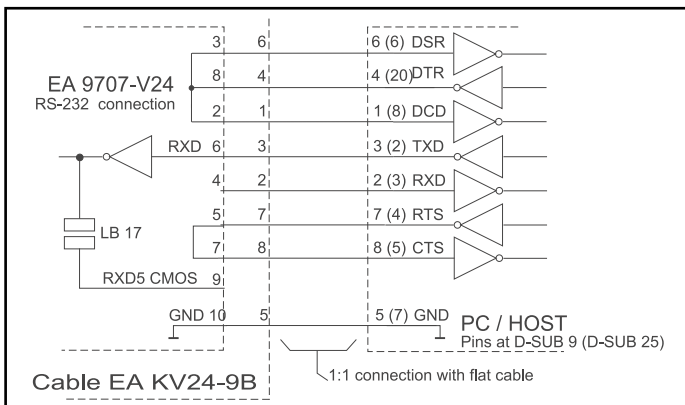 3 6 6 (6) DSR
EA 9707-V24 8 4 4 (20) DTR
RS-232 connection
2 1 1 (8) DCD
RXD 6 3 3 (2) TXD
4 2 2 (3) RXD
5 7 7 (4) RTS
LB 17
7 8 8 (5) CTS
RXD5 CMOS 9
GND 10 5 5 (7) GND
PC / HOST
Pins at D-SUB 9 (D-SUB 25)
Cable EA KV24-9B
1:1 connection with flat cable